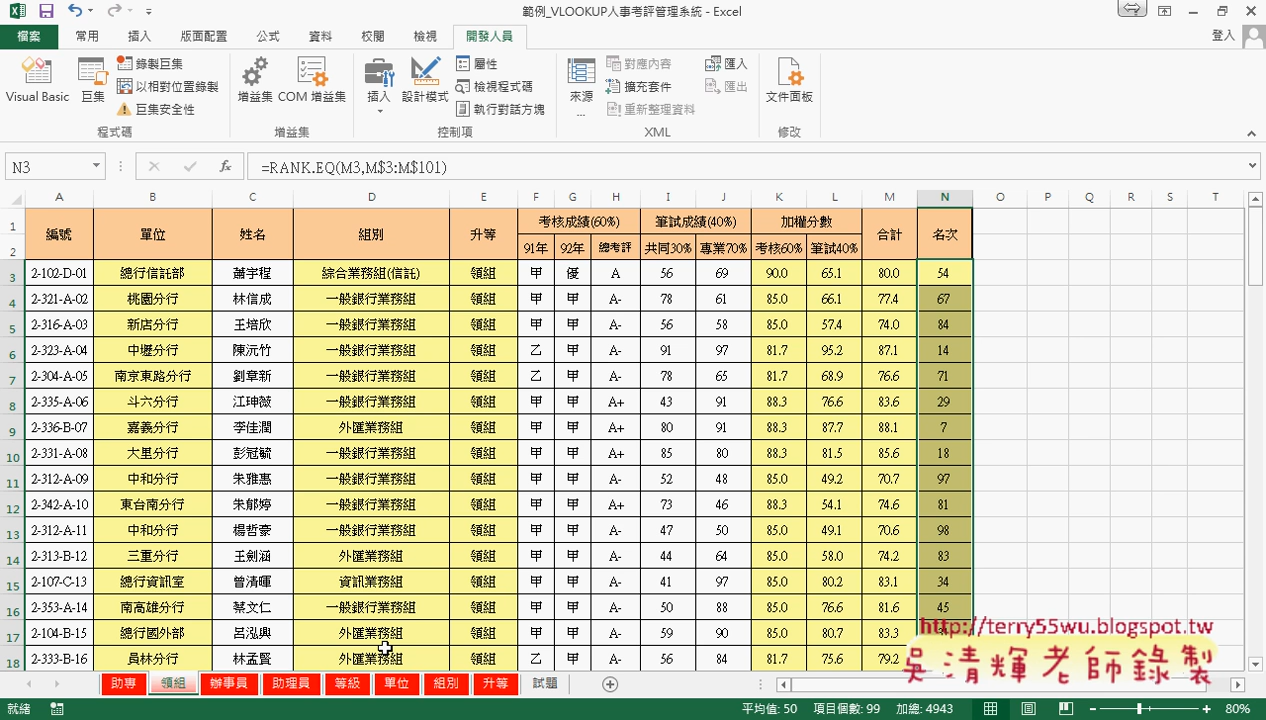 範例_VLOOKUP人事考評管理系統 - Excel
檔案 常用 插入 版面配置 公式 資料 校閱 檢視 開發人員 登入
Visual Basic 巨集 錄製巨集 以相對位置錄製 巨集安全性 程式碼
增益集 COM 增益集 增益集
插入 設計模式 屬性 檢視程式碼 執行對話方塊 控制項
來源... 對應內容 擴充套件 重新整理資料 匯入 匯出 XML
文件面板 修改
N3 fx =RANK.EQ(M3,M$3:M$101)
A B C D E F G H I J K L M N O P Q R S T
1 編號 單位 姓名 組別 升等 考核成績(60%) 筆試成績(40%) 加權分數 合計 名次
2 91年 92年 總考評 共同30% 專業70% 考核60% 筆試40%
3 2-102-D-01 總行信託部 蕭宇程 綜合業務組(信託) 領組 甲 優 A 56 69 90.0 65.1 80.0 54
4 2-321-A-02 桃園分行 林信成 一般銀行業務組 領組 甲 甲 A- 78 61 85.0 66.1 77.4 67
5 2-316-A-03 新店分行 王培欣 一般銀行業務組 領組 甲 甲 A- 56 58 85.0 57.4 74.0 84
6 2-323-A-04 中壢分行 陳沅竹 一般銀行業務組 領組 乙 甲 A- 91 97 81.7 95.2 87.1 14
7 2-304-A-05 南京東路分行 劉韋新 一般銀行業務組 領組 乙 甲 A- 78 65 81.7 68.9 76.6 71
8 2-335-A-06 斗六分行 江珅薇 一般銀行業務組 領組 甲 甲 A+ 43 91 88.3 76.6 83.6 29
9 2-336-B-07 嘉義分行 李佳潤 外匯業務組 領組 甲 甲 A+ 80 91 88.3 87.7 88.1 7
10 2-331-A-08 大里分行 彭冠毓 一般銀行業務組 領組 甲 甲 A+ 85 80 88.3 81.5 85.6 18
11 2-312-A-09 中和分行 朱雅惠 一般銀行業務組 領組 甲 甲 A- 52 48 85.0 49.2 70.7 97
12 2-342-A-10 東台南分行 朱郁婷 一般銀行業務組 領組 甲 甲 A+ 73 46 88.3 54.1 74.6 81
13 2-312-A-11 中和分行 楊哲豪 一般銀行業務組 領組 甲 甲 A- 47 50 85.0 49.1 70.6 98
14 2-313-B-12 三重分行 王劍涵 外匯業務組 領組 甲 甲 A- 44 64 85.0 58.0 74.2 83
15 2-107-C-13 總行資訊室 曾清暉 資訊業務組 領組 甲 甲 A- 41 97 85.0 80.2 83.1 34
16 2-353-A-14 南高雄分行 蔡文仁 一般銀行業務組 領組 甲 甲 A- 50 88 85.0 76.6 81.6 45
17 2-104-B-15 總行國外部 呂泓興 外匯業務組 領組 甲 甲 A- 59 90 85.0 80.7 83.3
18 2-333-B-16 員林分行 林孟賢 外匯業務組 領組 乙 甲 A- 56 84 81.7 75.6 79.2
http://terry55wu.blogspot.tw
吳清輝老師錄製
助專 領組 辦事員 助理員 等級 單位 組別 升等 試題
就緒 平均值: 50 項目個數: 99 加總: 4943 80%